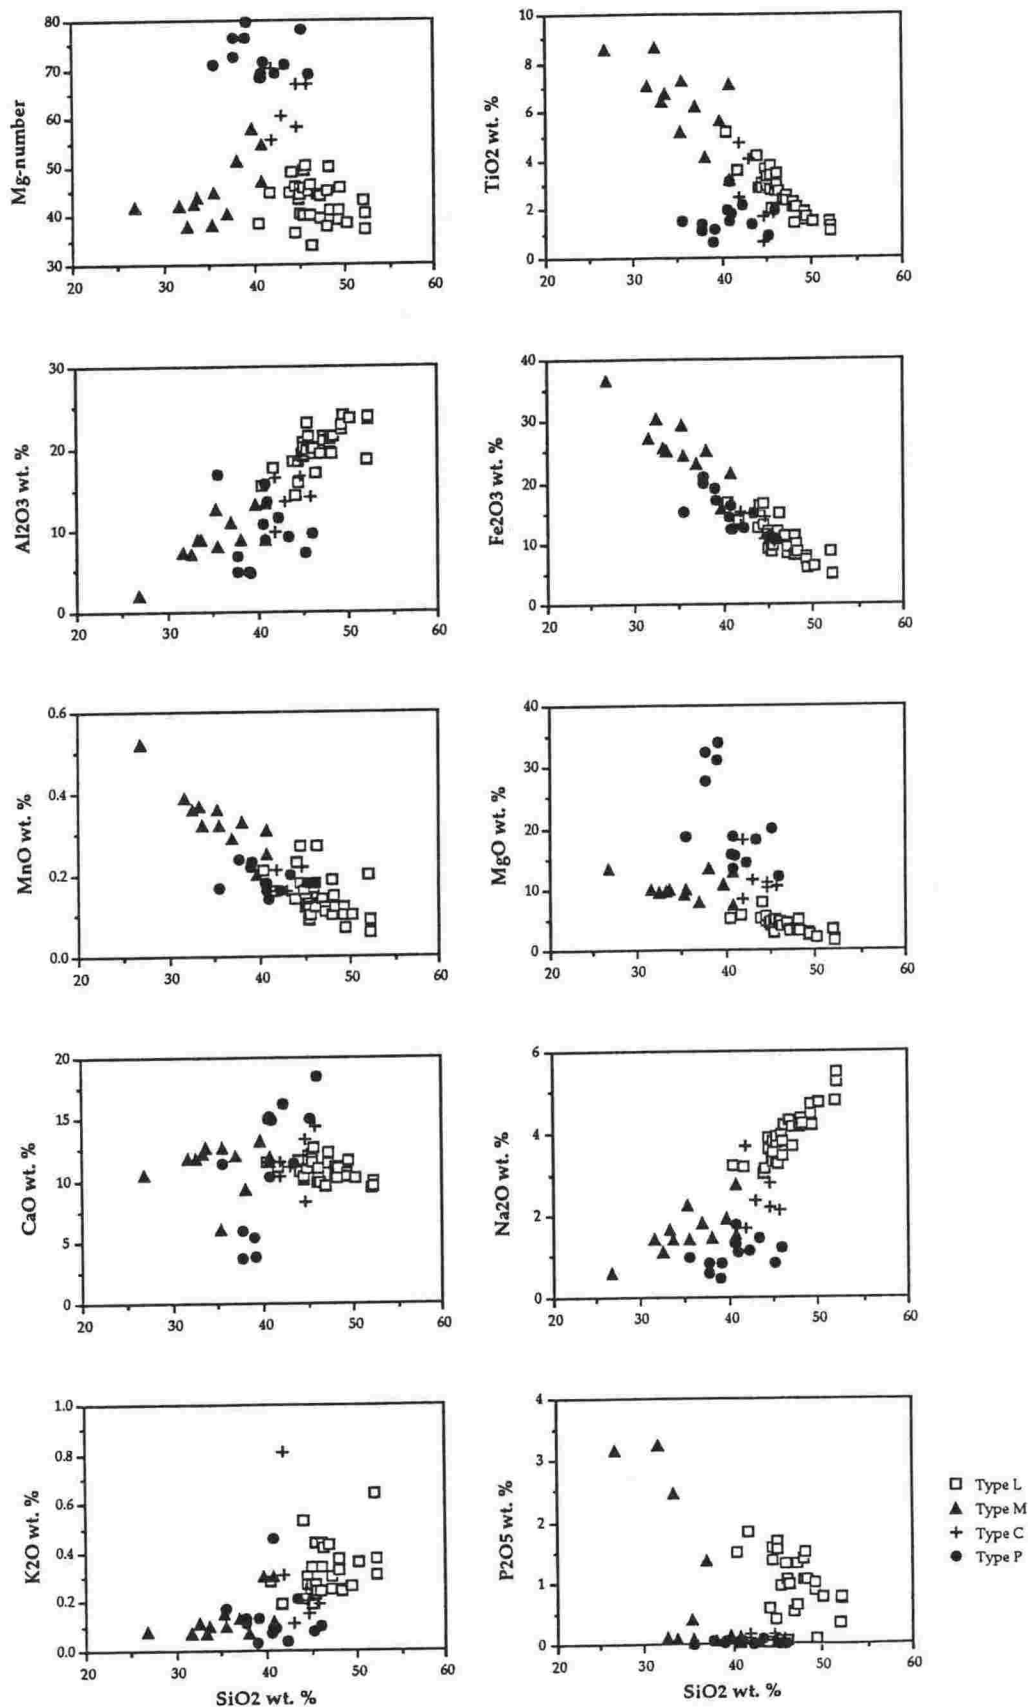 80
70
60
50
40
30
20 30 40 50 60
Mg-number
10
8
6
4
2
0
20 30 40 50 60
TiO2 wt. %
30
20
10
0
20 30 40 50 60
Al2O3 wt. %
40
30
20
10
0
20 30 40 50 60
Fe2O3 wt. %
0.6
0.4
0.2
0.0
20 30 40 50 60
MnO wt. %
40
30
20
10
0
20 30 40 50 60
MgO wt. %
20
15
10
5
0
20 30 40 50 60
CaO wt. %
6
4
2
0
20 30 40 50 60
Na2O wt. %
1.0
0.8
0.6
0.4
0.2
0.0
20 30 40 50 60
K2O wt. %
SiO2 wt. %
4
3
2
1
0
20 30 40 50 60
P2O5 wt. %
SiO2 wt. %
Type L
Type M
Type C
Type P